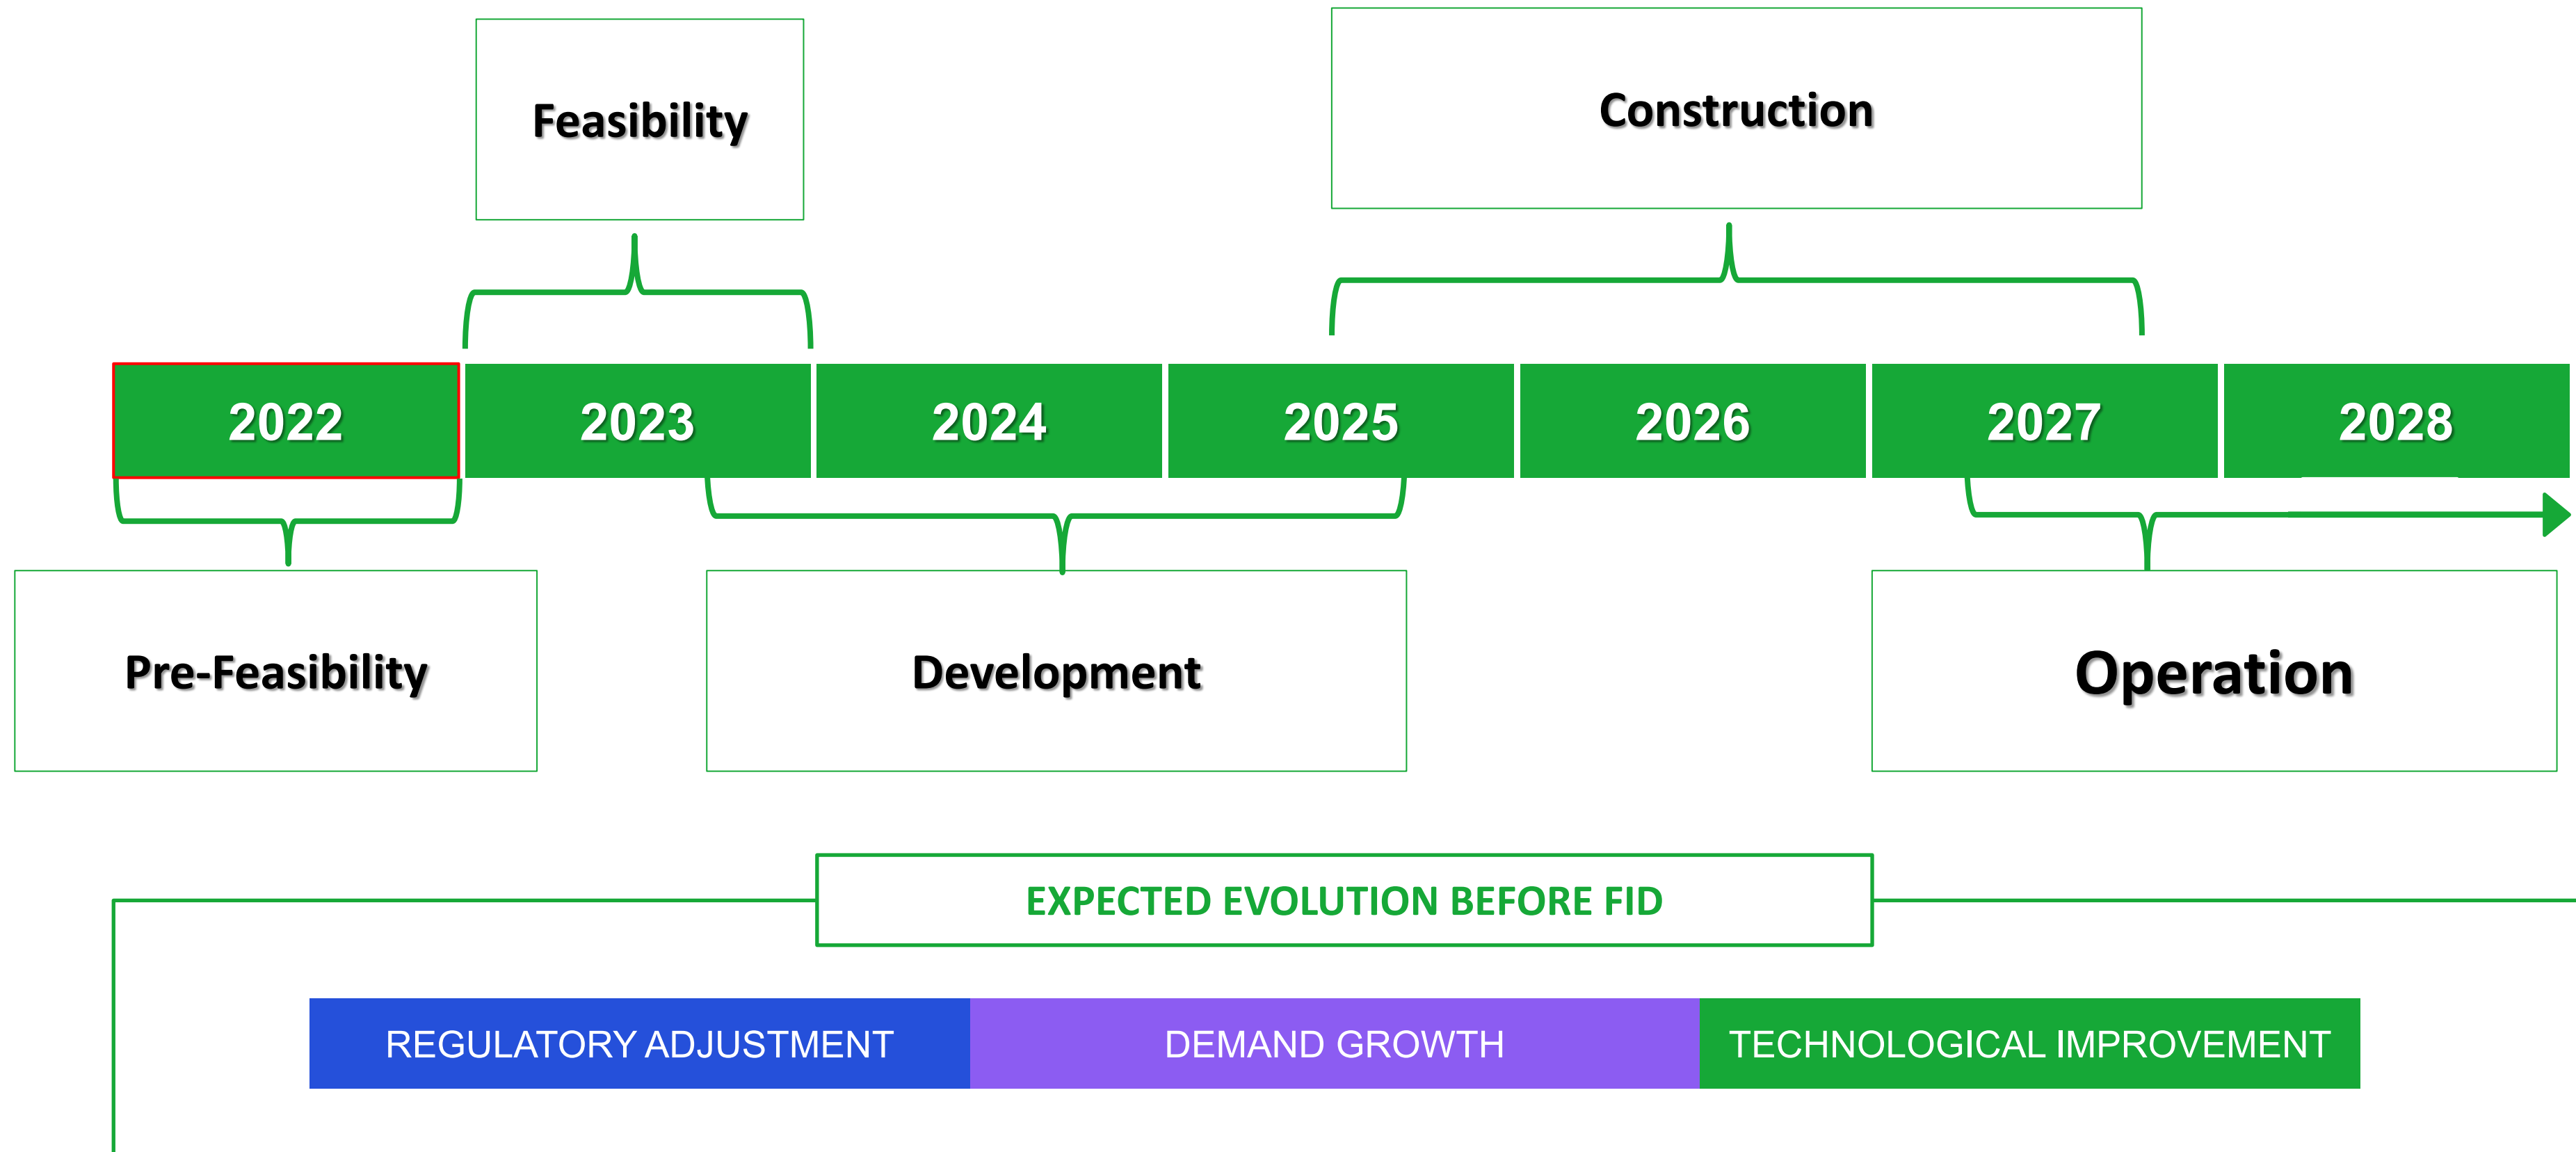 Feasibility
Construction
2022
2023
2024
2025
2026
2027
2028
Pre-Feasibility
Development
Operation
EXPECTED EVOLUTION BEFORE FID
REGULATORY ADJUSTMENT
DEMAND GROWTH
TECHNOLOGICAL IMPROVEMENT